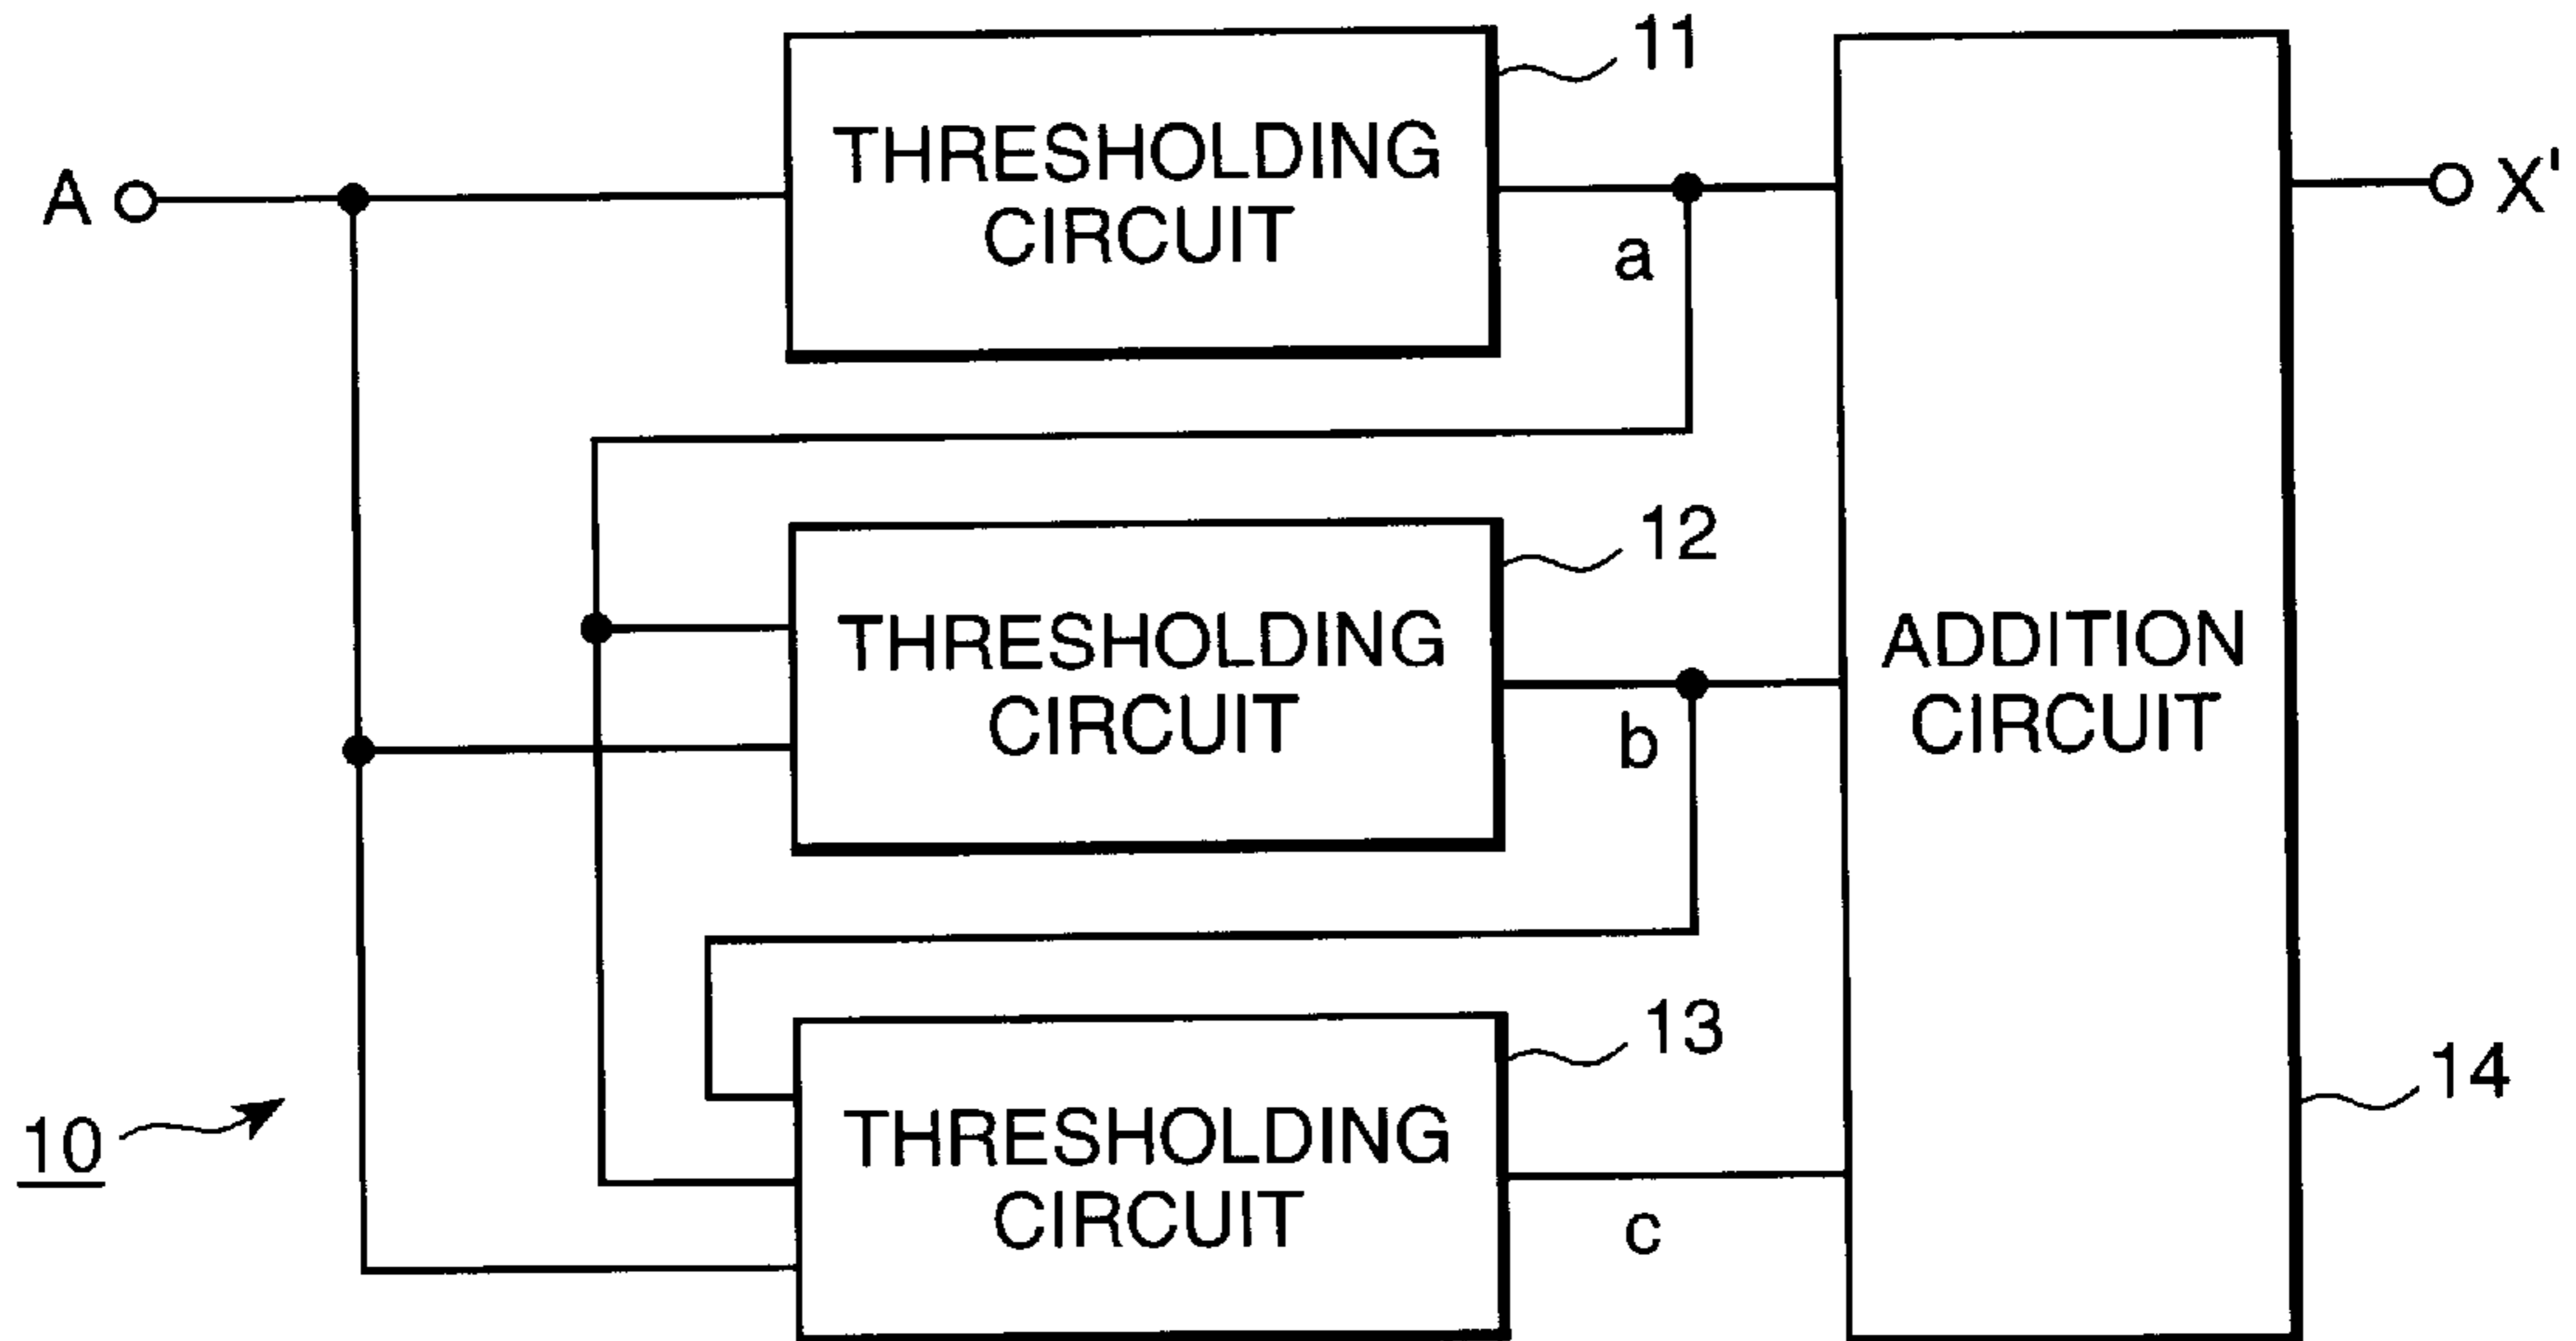 11
THRESHOLDING
CIRCUIT
A
X'
a
12
THRESHOLDING
CIRCUIT
ADDITION
CIRCUIT
b
13
14
10
THRESHOLDING
CIRCUIT
c